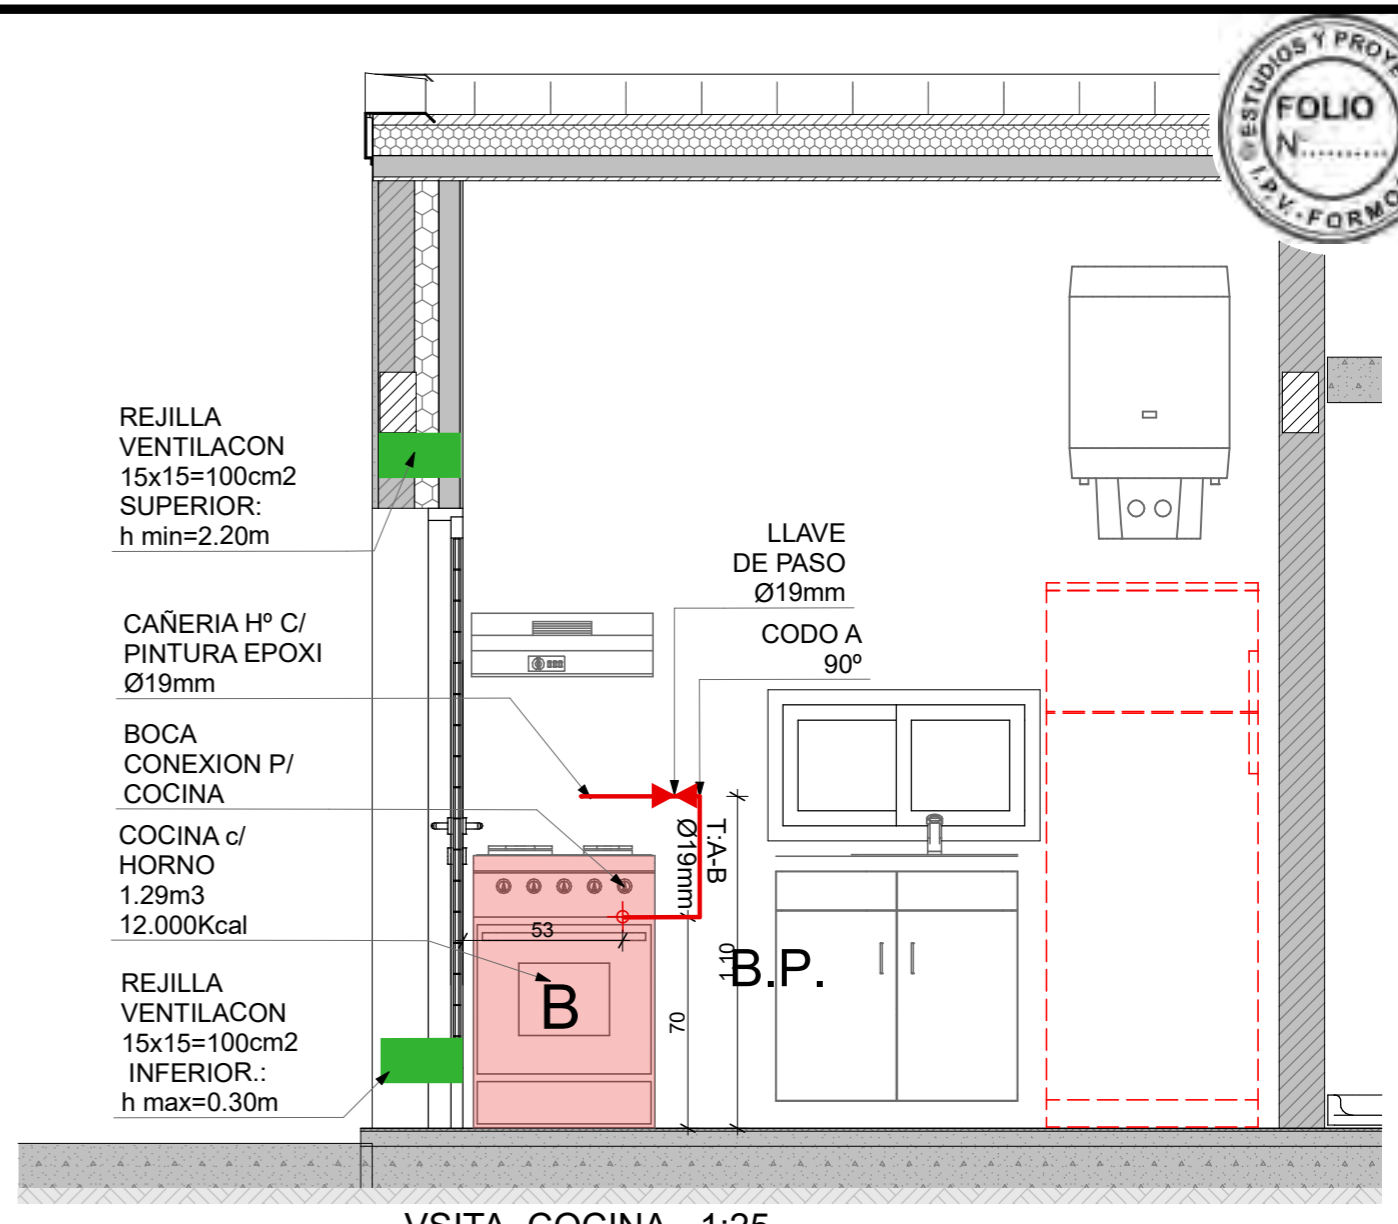 ESTUDIOS Y PROYE
FOLIO
N
I.P.V. - FORMO
REJILLA
VENTILACON
15x15=100cm2
SUPERIOR:
h min=2.20m
LLAVE
DE PASO
Ø19mm
CODO A
90º
CAÑERIA Hº C/
PINTURA EPOXI
Ø19mm
BOCA
CONEXION P/
COCINA
COCINA c/
HORNO
1.29m3
12.000Kcal
REJILLA
VENTILACON
15x15=100cm2
INFERIOR.:
h max=0.30m
T:A-B
Ø19mm
53
B
70
1.10
B.P.
VSITA COCINA 1:25